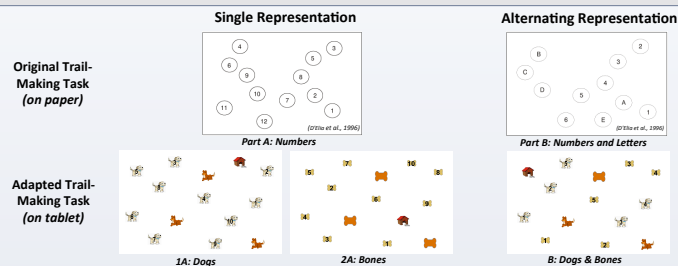 Single Representation
Alternating Representation
Original Trail-
Making Task
(on paper)
4
3
6
5
9
8
10
7
2
11
1
12
(D'Elia et al., 1996)
Part A: Numbers
2
B
3
C
4
D
5
A
1
6
E
(D'Elia et al., 1996)
Part B: Numbers and Letters
Adapted Trail-
Making Task
(on tablet)
10
1A: Dogs
7
10
5
8
2
6
9
4
3
1
2A: Bones
3
4
5
1
2
B: Dogs & Bones